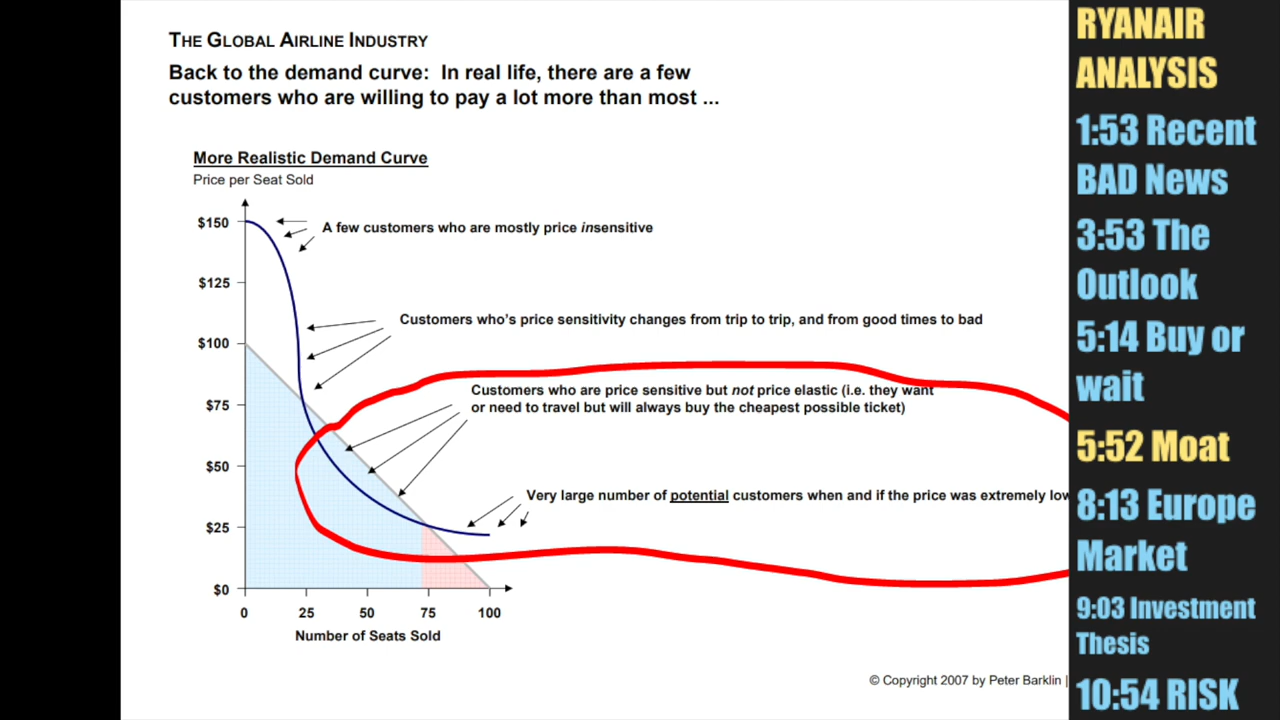 THE GLOBAL AIRLINE INDUSTRY
Back to the demand curve: In real life, there are a few
customers who are willing to pay a lot more than most ...
More Realistic Demand Curve
Price per Seat Sold
$150
A few customers who are mostly price insensitive
$125
Customers who's price sensitivity changes from trip to trip, and from good times to bad
$100
Customers who are price sensitive but not price elastic (i.e. they want
or need to travel but will always buy the cheapest possible ticket)
$75
$50
Very large number of potential customers when and if the price was extremely low
$25
$0
0 25 50 75 100
Number of Seats Sold
© Copyright 2007 by Peter Barklin |
RYANAIR
ANALYSIS
1:53 Recent
BAD News
3:53 The
Outlook
5:14 Buy or
wait
5:52 Moat
8:13 Europe
Market
9:03 Investment
Thesis
10:54 RISK